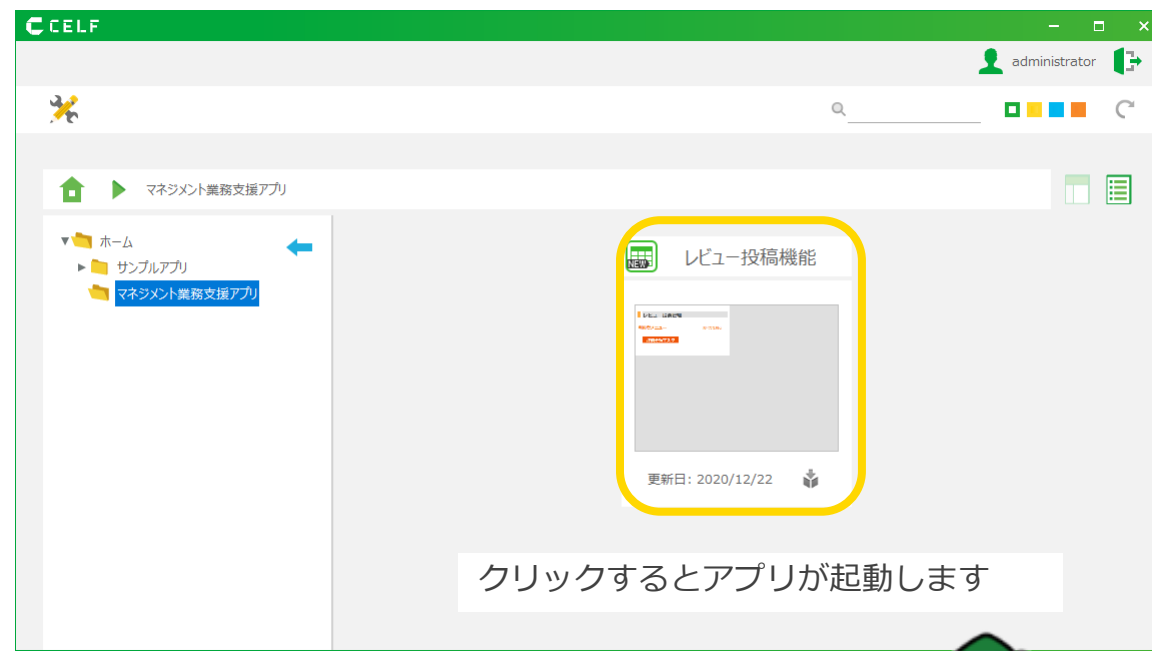 CELF
administrator
マネジメント業務支援アプリ
ホーム
サンプルアプリ
マネジメント業務支援アプリ
NEW
レビュー投稿機能
更新日: 2020/12/22
クリックするとアプリが起動します